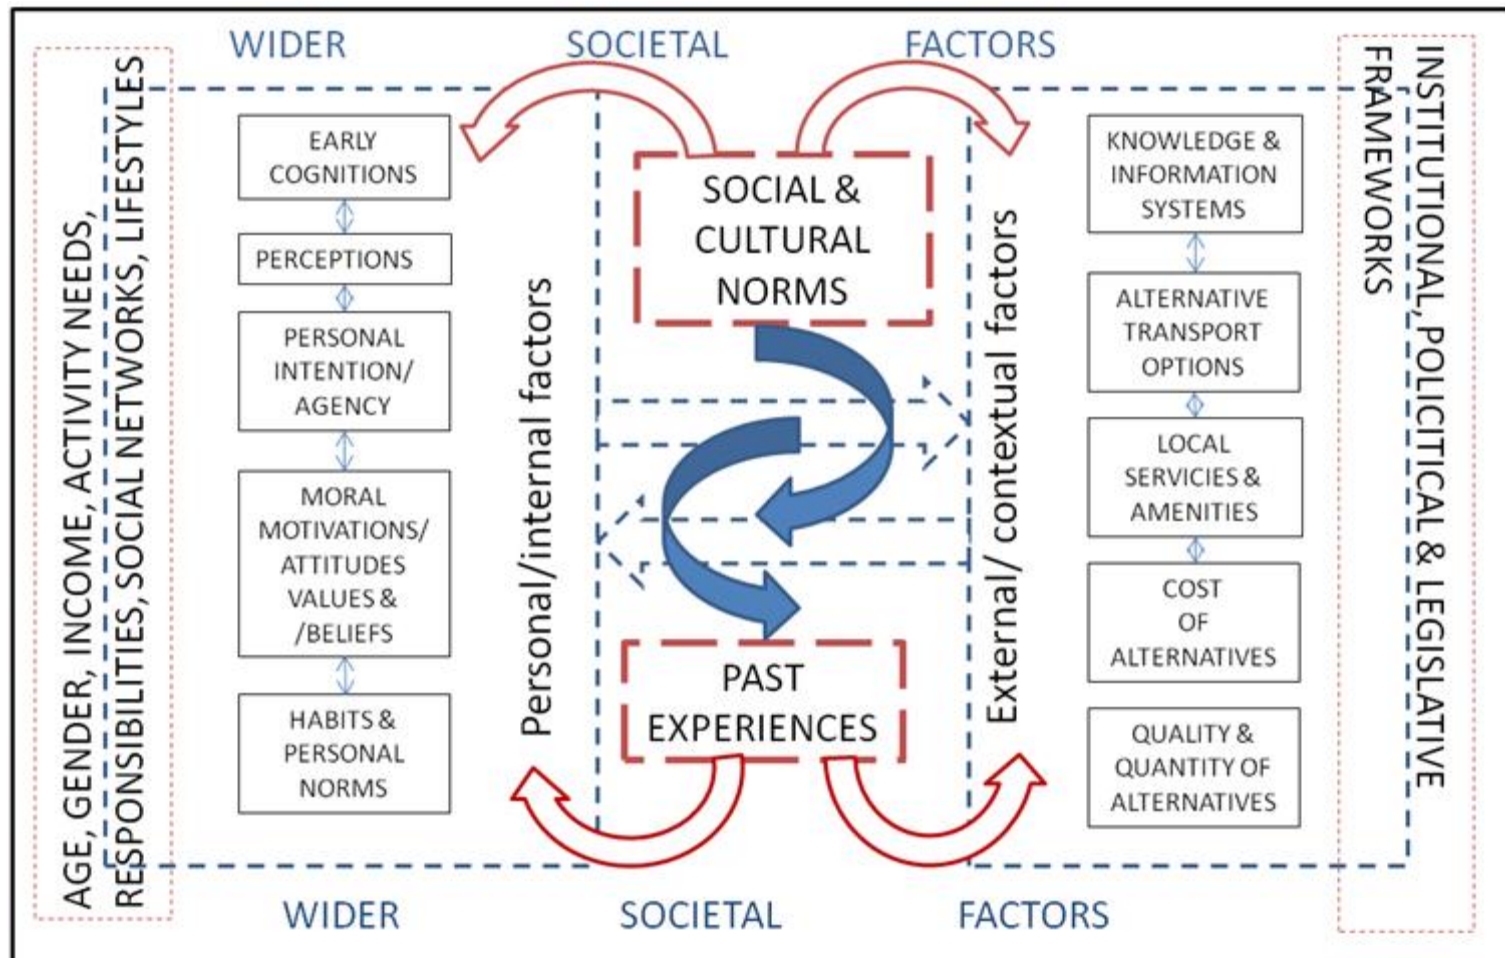 WIDER SOCIETAL FACTORS
AGE, GENDER, INCOME, ACTIVITY NEEDS,
RESPONSIBILITIES, SOCIAL NETWORKS, LIFESTYLES
EARLY
COGNITIONS
PERCEPTIONS
PERSONAL
INTENTION/
AGENCY
MORAL
MOTIVATIONS/
ATTITUDES
VALUES &
/BELIEFS
HABITS &
PERSONAL
NORMS
Personal/internal factors
SOCIAL &
CULTURAL
NORMS
PAST
EXPERIENCES
External/ contextual factors
KNOWLEDGE &
INFORMATION
SYSTEMS
ALTERNATIVE
TRANSPORT
OPTIONS
LOCAL
SERVICIES &
AMENITIES
COST
OF
ALTERNATIVES
QUALITY &
QUANTITY OF
ALTERNATIVES
INSTITUTIONAL, POLICITICAL & LEGISLATIVE
FRAMEWORKS
WIDER SOCIETAL FACTORS